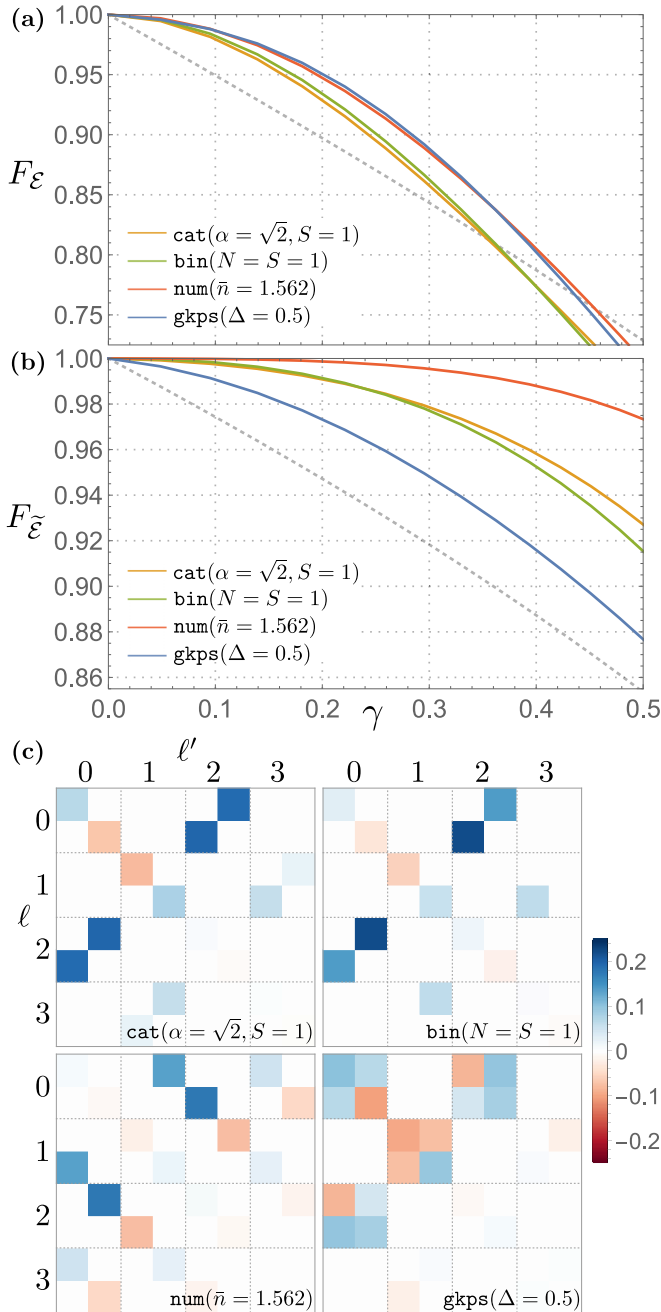 (a)
1.00
0.95
0.90
F_ℰ
0.85
0.80
0.75
cat(α = √2, S = 1)
bin(N = S = 1)
num(n̄ = 1.562)
gkps(Δ = 0.5)
(b)
1.00
0.98
0.96
F_ℰ̃
0.94
0.92
0.90
0.88
0.86
cat(α = √2, S = 1)
bin(N = S = 1)
num(n̄ = 1.562)
gkps(Δ = 0.5)
0.0 0.1 0.2 γ 0.3 0.4 0.5
(c)
ℓ′
0 1 2 3 0 1 2 3
0
1
ℓ
2
3
cat(α = √2, S = 1)
bin(N = S = 1)
0
1
2
3
num(n̄ = 1.562)
gkps(Δ = 0.5)
0.2
0.1
0
−0.1
−0.2